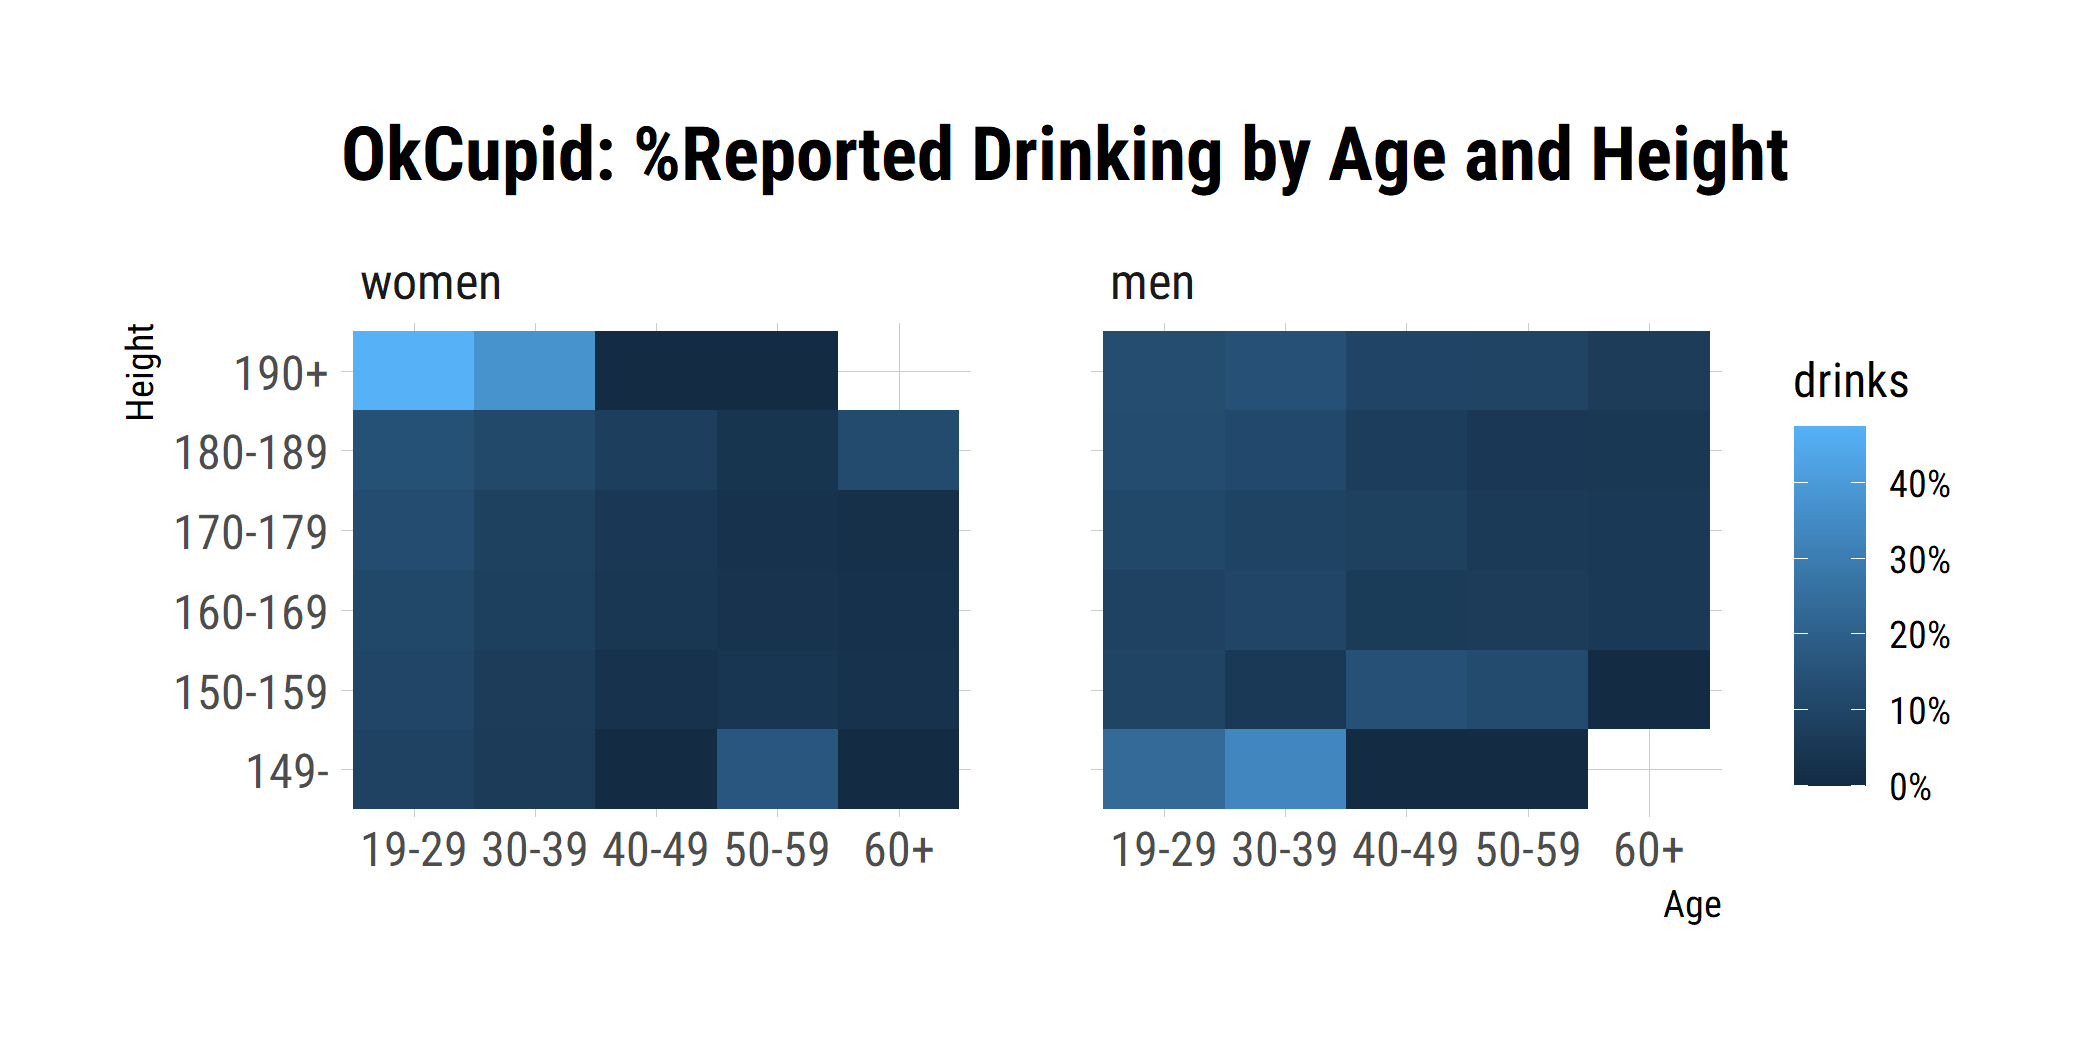 OkCupid: %Reported Drinking by Age and Height
women
men
Height
190+
180-189
170-179
160-169
150-159
149-
19-29 30-39 40-49 50-59 60+
19-29 30-39 40-49 50-59 60+
Age
drinks
40%
30%
20%
10%
0%